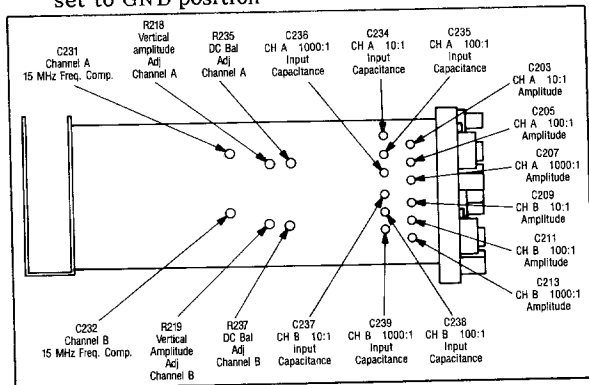 set to GND position
C231
Channel A
15 MHz Freq. Comp.
R218
Vertical
amplitude
Adj
Channel A
R235
DC Bal
Adj
Channel A
C236
CH A 1000:1
Input
Capacitance
C234
CH A 10:1
Input
Capacitance
C235
CH A 100:1
Input
Capacitance
C203
CH A 10:1
Amplitude
C205
CH A 100:1
Amplitude
C207
CH A 1000:1
Amplitude
C209
CH B 10:1
Amplitude
C211
CH B 100:1
Amplitude
C213
CH B 1000:1
Amplitude
C232
Channel B
15 MHz Freq. Comp.
R219
Vertical
Amplitude
Adj
Channel B
R237
DC Bal
Adj
Channel B
C237
CH B 10:1
input
Capacitance
C239
CH B 1000:1
Input
Capacitance
C238
CH B 100:1
Input
Capacitance